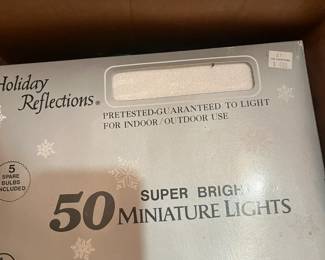 Holiday
Reflections®
PRETESTED-GUARANTEED TO LIGHT
FOR INDOOR/OUTDOOR USE
5
SPARE
BULBS
INCLUDED
SUPER BRIGH
50 MINIATURE LIGHTS